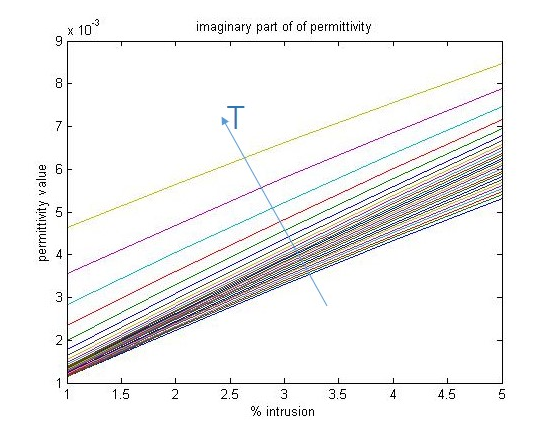 imaginary part of of permittivity
x 10^-3
9
8
7
6
5
4
3
2
1
permittivity value
T
1 1.5 2 2.5 3 3.5 4 4.5 5
% intrusion